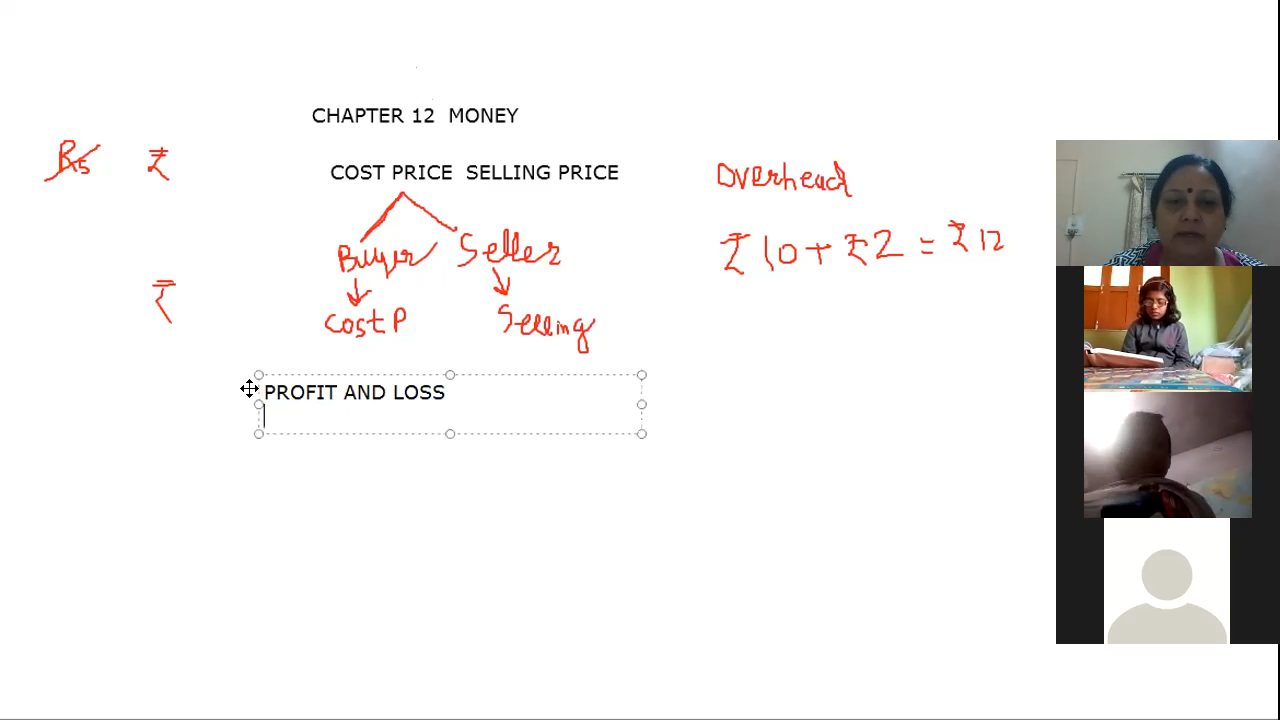 CHAPTER 12 MONEY
Rs ₹
COST PRICE SELLING PRICE
Overhead
Buyer Seller
₹10+₹2=₹12
₹
Cost P Selling
PROFIT AND LOSS